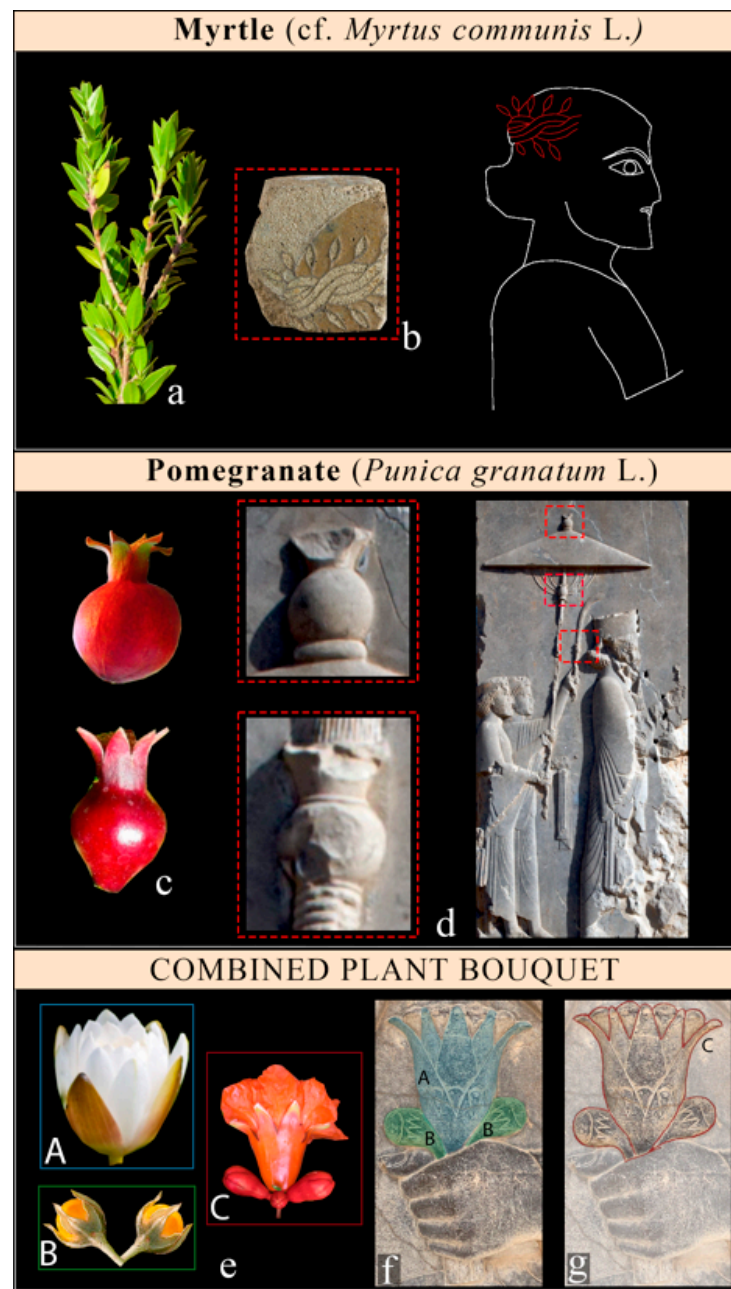 Myrtle (cf. Myrtus communis L.)
a
b
Pomegranate (Punica granatum L.)
c
d
COMBINED PLANT BOUQUET
A
B
C
e
A
B
B
f
C
g